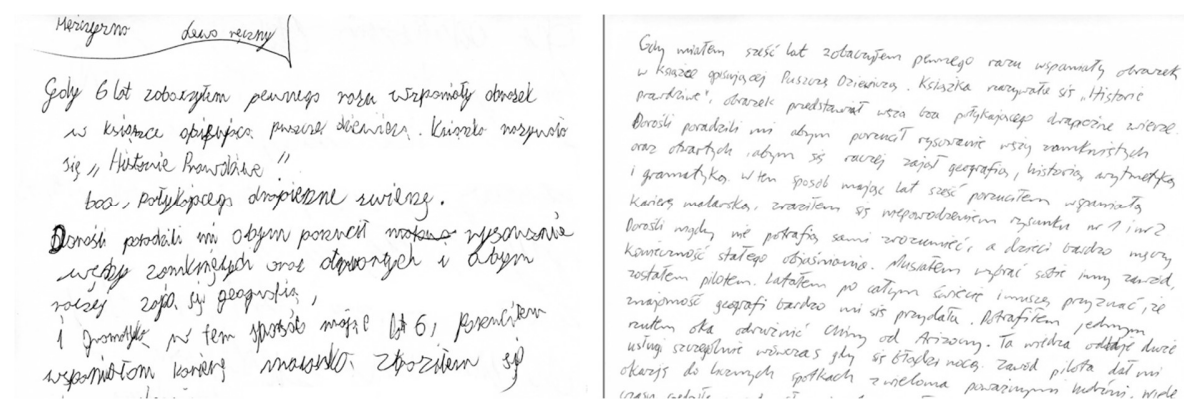 Mężczyzna lewo ręczny
Gdy 6 lat zobaczyłem pewnego razu wspaniały obrazek
w książce opisująca puszczę dziewiczą. Książka nazywała
się „Historie Prawdziwe"
boa, połykającego drapieżne zwierzę.
Dorośli poradzili mi abym porzucił rysowanie
węży zamkniętych oraz otwartych i abym
raczej zajął się geografią,
i gramatyką w ten sposób mając lat 6, porzuciłem
wspaniałom karierę malarską. Zraziłem się
Gdy miałem sześć lat zobaczyłem pewnego razu wspaniały obrazek
w książce opisującej Puszczę Dziewiczą. Książka nazywała się „Historie
prawdziwe", obrazek przedstawiał węża boa połykającego drapieżne zwierzę.
Dorośli poradzili mi abym porzucił rysowanie węży zamkniętych
oraz otwartych i abym się raczej zajął geografią, historią, arytmetyką
i gramatyką. W ten sposób mając lat sześć porzuciłem wspaniałą
karierę malarską, zraziłem się niepowodzeniem rysunku nr 1 i nr 2
Dorośli nigdy nie potrafią sami zrozumieć, a dzieci bardzo męczy
konieczność stałego objaśniania. Musiałem wybrać sobie inny zawód,
zostałem pilotem. Latałem po całym świecie i muszę przyznać, że
znajomość geografi bardzo mi się przydała. Potrafiłem jednym
rzutem oka odróżnić Chiny od Arizony. Ta wiedza oddaje duże
usługi szczególnie wówczas gdy się błądzi nocą. Zawód pilota dał mi
okazję do licznych spotkań z wieloma poważnymi ludźmi. Wiele